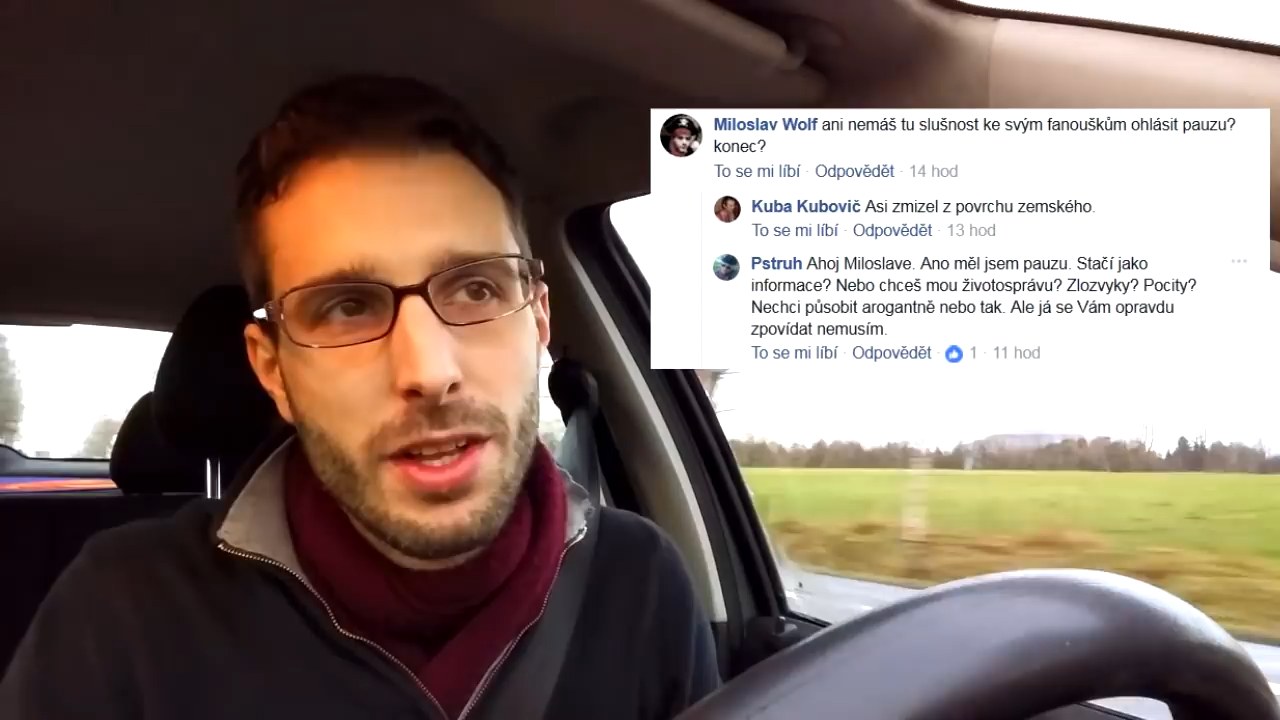 Miloslav Wolf ani nemáš tu slušnost ke svým fanouškům ohlásit pauzu?
konec?
To se mi líbí · Odpovědět · 14 hod
Kuba Kubovič Asi zmizel z povrchu zemského.
To se mi líbí · Odpovědět · 13 hod
Pstruh Ahoj Miloslave. Ano měl jsem pauzu. Stačí jako
informace? Nebo chceš mou životosprávu? Zlozvyky? Pocity?
Nechci působit arogantně nebo tak. Ale já se Vám opravdu
zpovídat nemusím.
To se mi líbí · Odpovědět · 1 · 11 hod